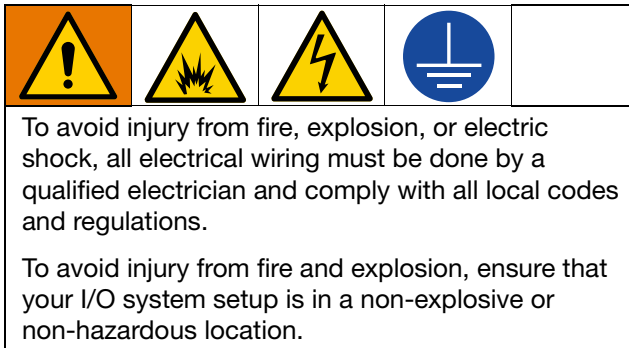 To avoid injury from fire, explosion, or electric
shock, all electrical wiring must be done by a
qualified electrician and comply with all local codes
and regulations.
To avoid injury from fire and explosion, ensure that
your I/O system setup is in a non-explosive or
non-hazardous location.